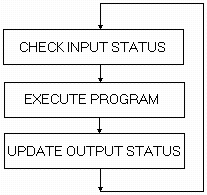 CHECK INPUT STATUS
EXECUTE PROGRAM
UPDATE OUTPUT STATUS